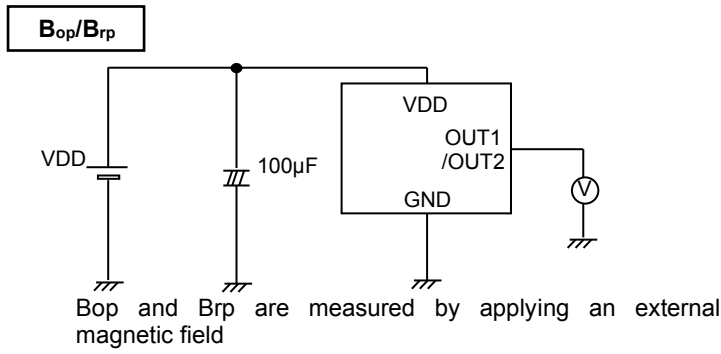 Bop/Brp
VDD
100µF
VDD
OUT1
/OUT2
GND
V
Bop and Brp are measured by applying an external
magnetic field